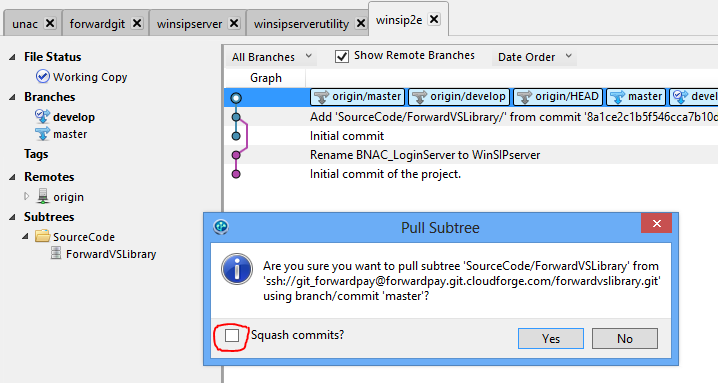 unac
forwardgit
winsipserver
winsipserverutility
winsip2e
File Status
Working Copy
Branches
develop
master
Tags
Remotes
origin
Subtrees
SourceCode
ForwardVSLibrary
All Branches
Show Remote Branches
Date Order
Graph
origin/master
origin/develop
origin/HEAD
master
devel
Add 'SourceCode/ForwardVSLibrary/' from commit '8a1ce2c1b5f546cca7b10d
Initial commit
Rename BNAC_LoginServer to WinSIPserver
Initial commit of the project.
Pull Subtree
Are you sure you want to pull subtree 'SourceCode/ForwardVSLibrary' from
'ssh://git_forwardpay@forwardpay.git.cloudforge.com/forwardvslibrary.git'
using branch/commit 'master'?
Squash commits?
Yes
No